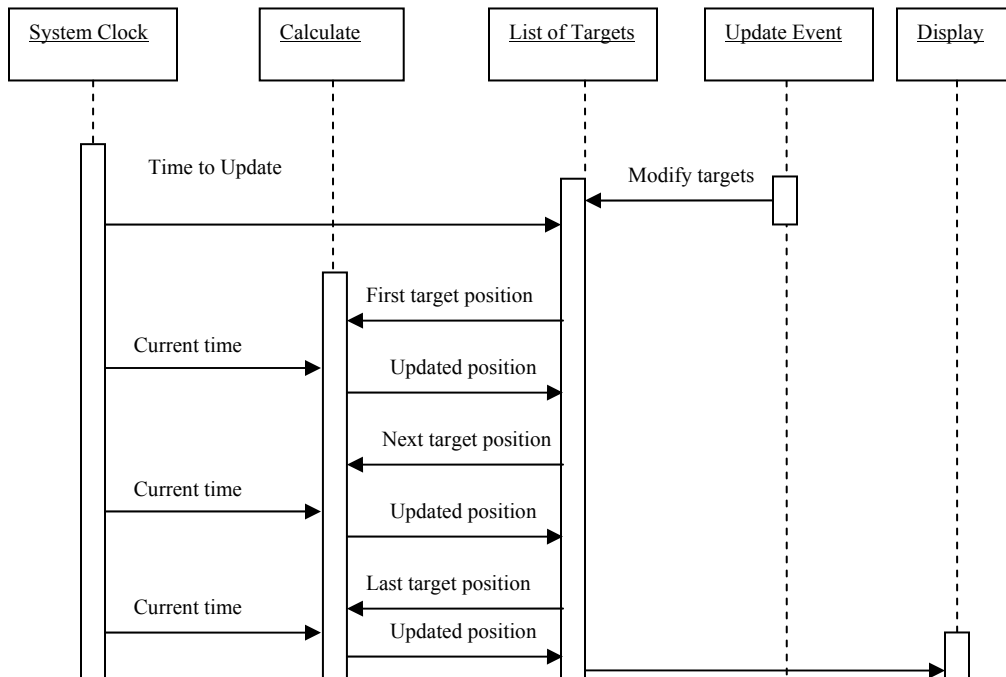 System Clock
Calculate
List of Targets
Update Event
Display
Time to Update
Modify targets
First target position
Current time
Updated position
Next target position
Current time
Updated position
Last target position
Current time
Updated position